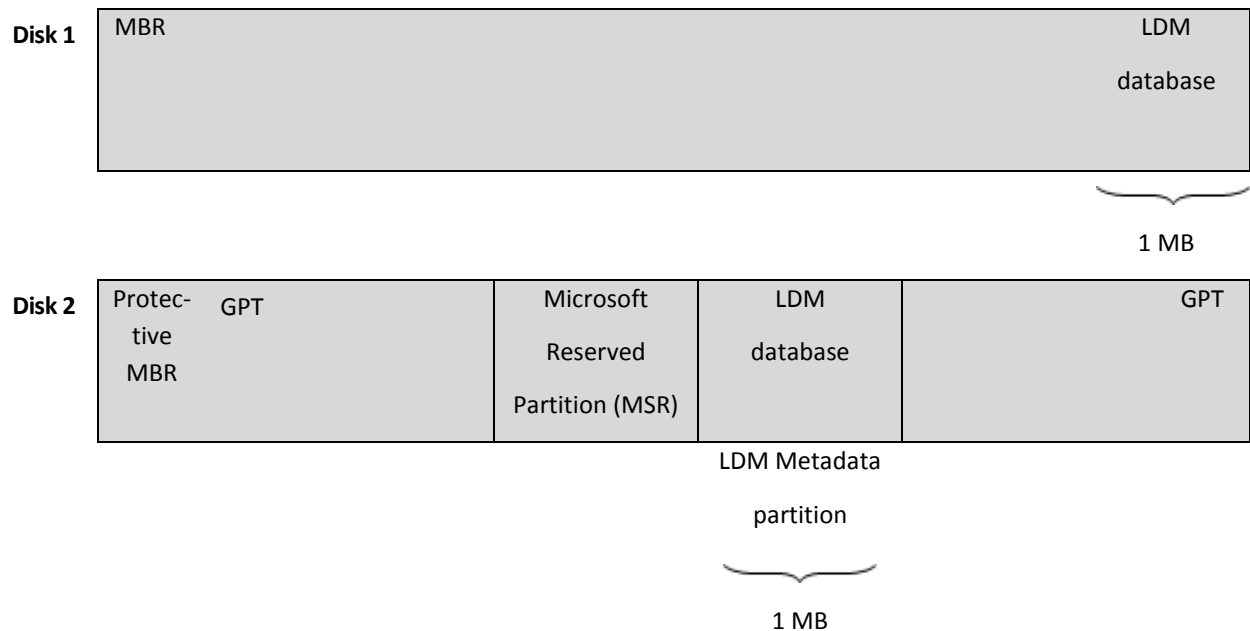 Disk 1
MBR
LDM
database
1 MB
Disk 2
Protec-
tive
MBR
GPT
Microsoft
Reserved
Partition (MSR)
LDM
database
GPT
LDM Metadata
partition
1 MB